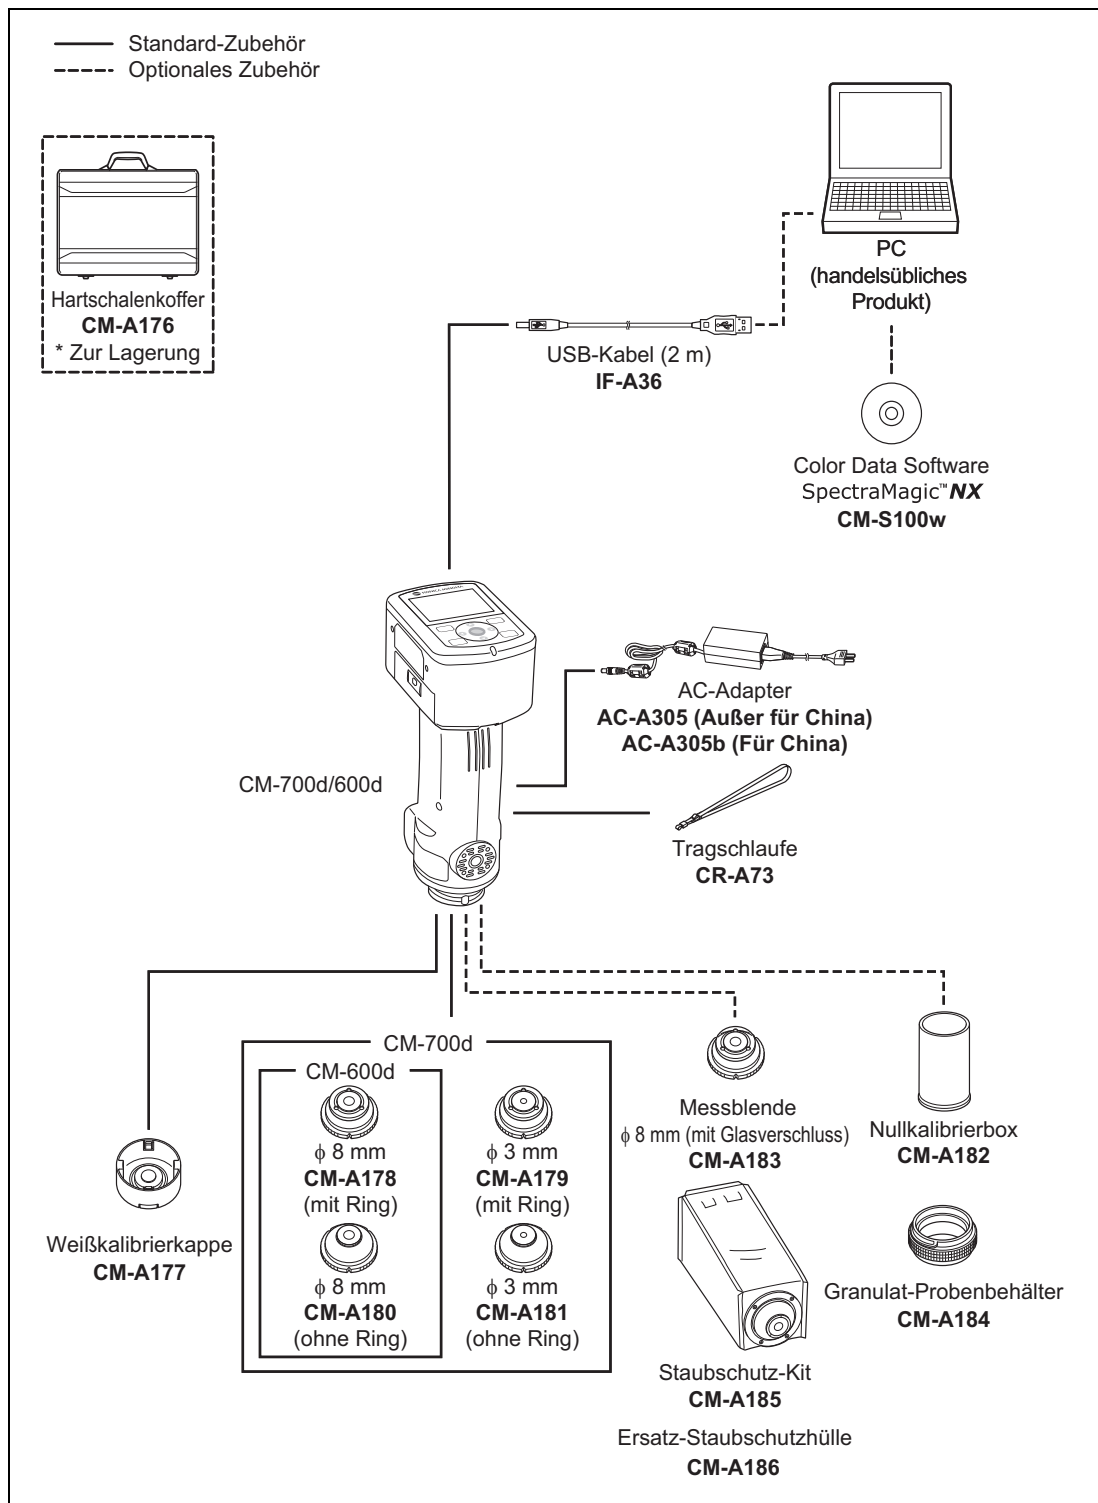 Standard-Zubehör
Optionales Zubehör
Hartschalenkoffer
CM-A176
* Zur Lagerung
PC
(handelsübliches
Produkt)
USB-Kabel (2 m)
IF-A36
Color Data Software
SpectraMagic™ NX
CM-S100w
AC-Adapter
AC-A305 (Außer für China)
AC-A305b (Für China)
CM-700d/600d
Tragschlaufe
CR-A73
CM-700d
CM-600d
ϕ 8 mm
CM-A178
(mit Ring)
ϕ 3 mm
CM-A179
(mit Ring)
ϕ 8 mm
CM-A180
(ohne Ring)
ϕ 3 mm
CM-A181
(ohne Ring)
Weißkalibrierkappe
CM-A177
Messblende
ϕ 8 mm (mit Glasverschluss)
CM-A183
Nullkalibrierbox
CM-A182
Granulat-Probenbehälter
CM-A184
Staubschutz-Kit
CM-A185
Ersatz-Staubschutzhülle
CM-A186